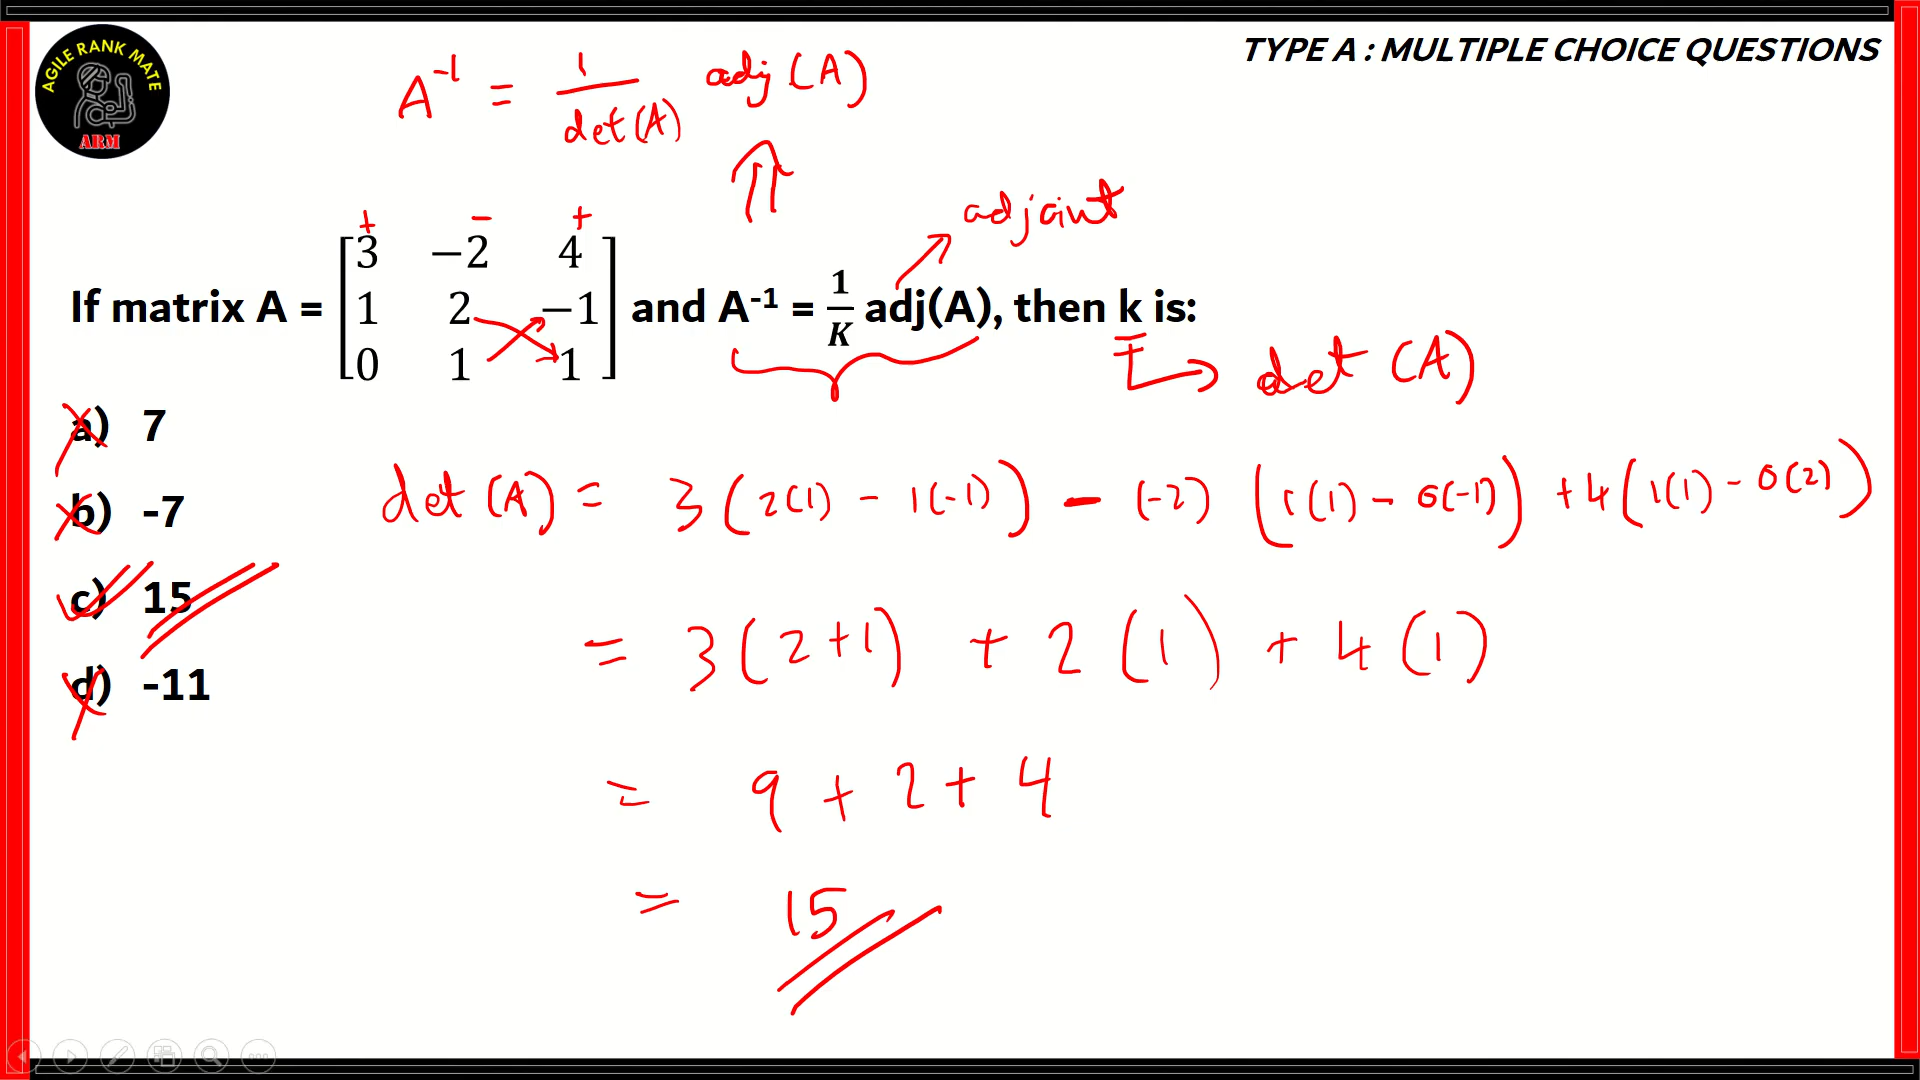 AGILE RANK MATE
ARM
TYPE A : MULTIPLE CHOICE QUESTIONS
A⁻¹ = 1/det(A) adj(A)
adjoint
+ − +
If matrix A = [3 −2 4; 1 2 −1; 0 1 1] and A⁻¹ = 1/K adj(A), then k is:
det (A)
a) 7
b) -7
c) 15
d) -11
det (A) = 3 (2(1) - 1(-1)) - (-2) (1(1) - 0(-1)) + 4(1(1) - 0(2))
= 3(2+1) + 2(1) + 4(1)
= 9 + 2 + 4
= 15